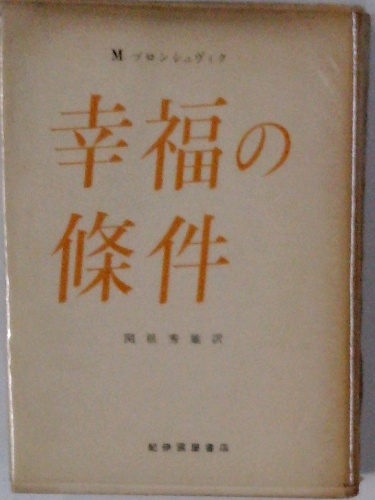 M ブロンシュヴィク
幸福の
條件
関根秀雄訳
紀伊國屋書店